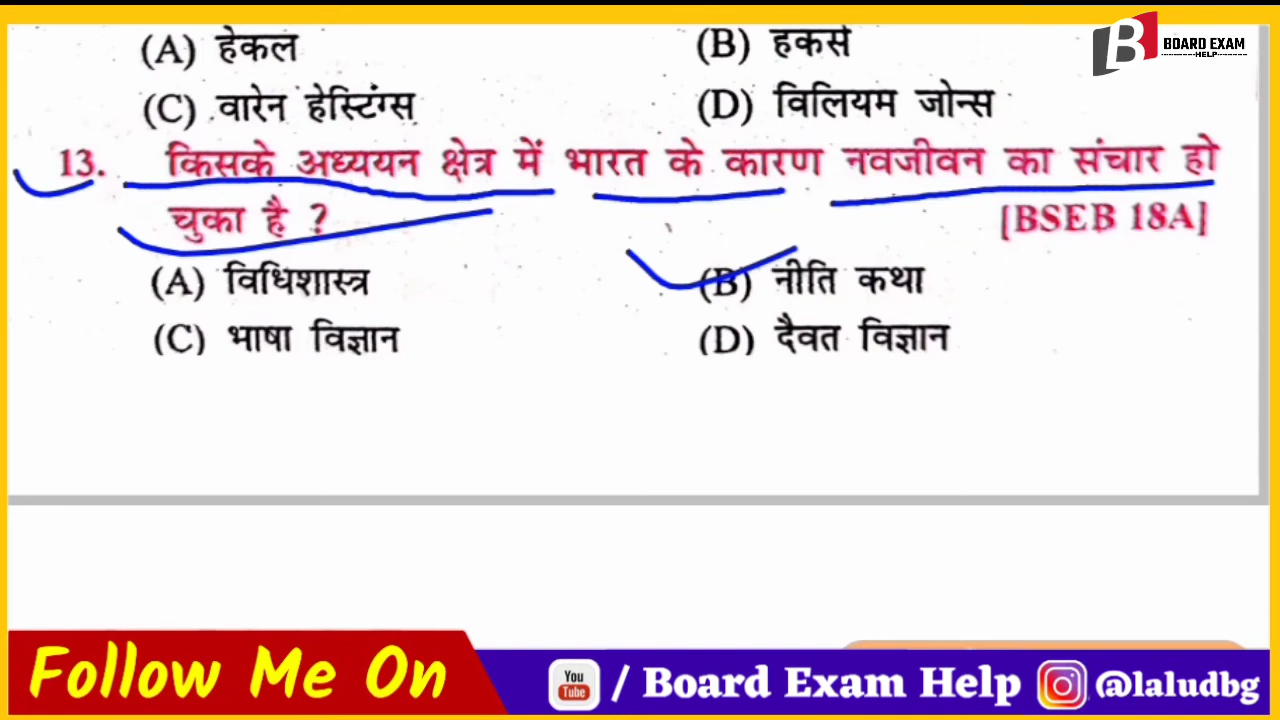 (A) हेकल (B) हकर्स
(C) वारेन हेस्टिंग्स (D) विलियम जोन्स
13. किसके अध्ययन क्षेत्र में भारत के कारण नवजीवन का संचार हो
चुका है ? [BSEB 18A]
(A) विधिशास्त्र (B) नीति कथा
(C) भाषा विज्ञान (D) दैवत विज्ञान
B BOARD EXAM
HELP
Follow Me On
You Tube / Board Exam Help @laludbg